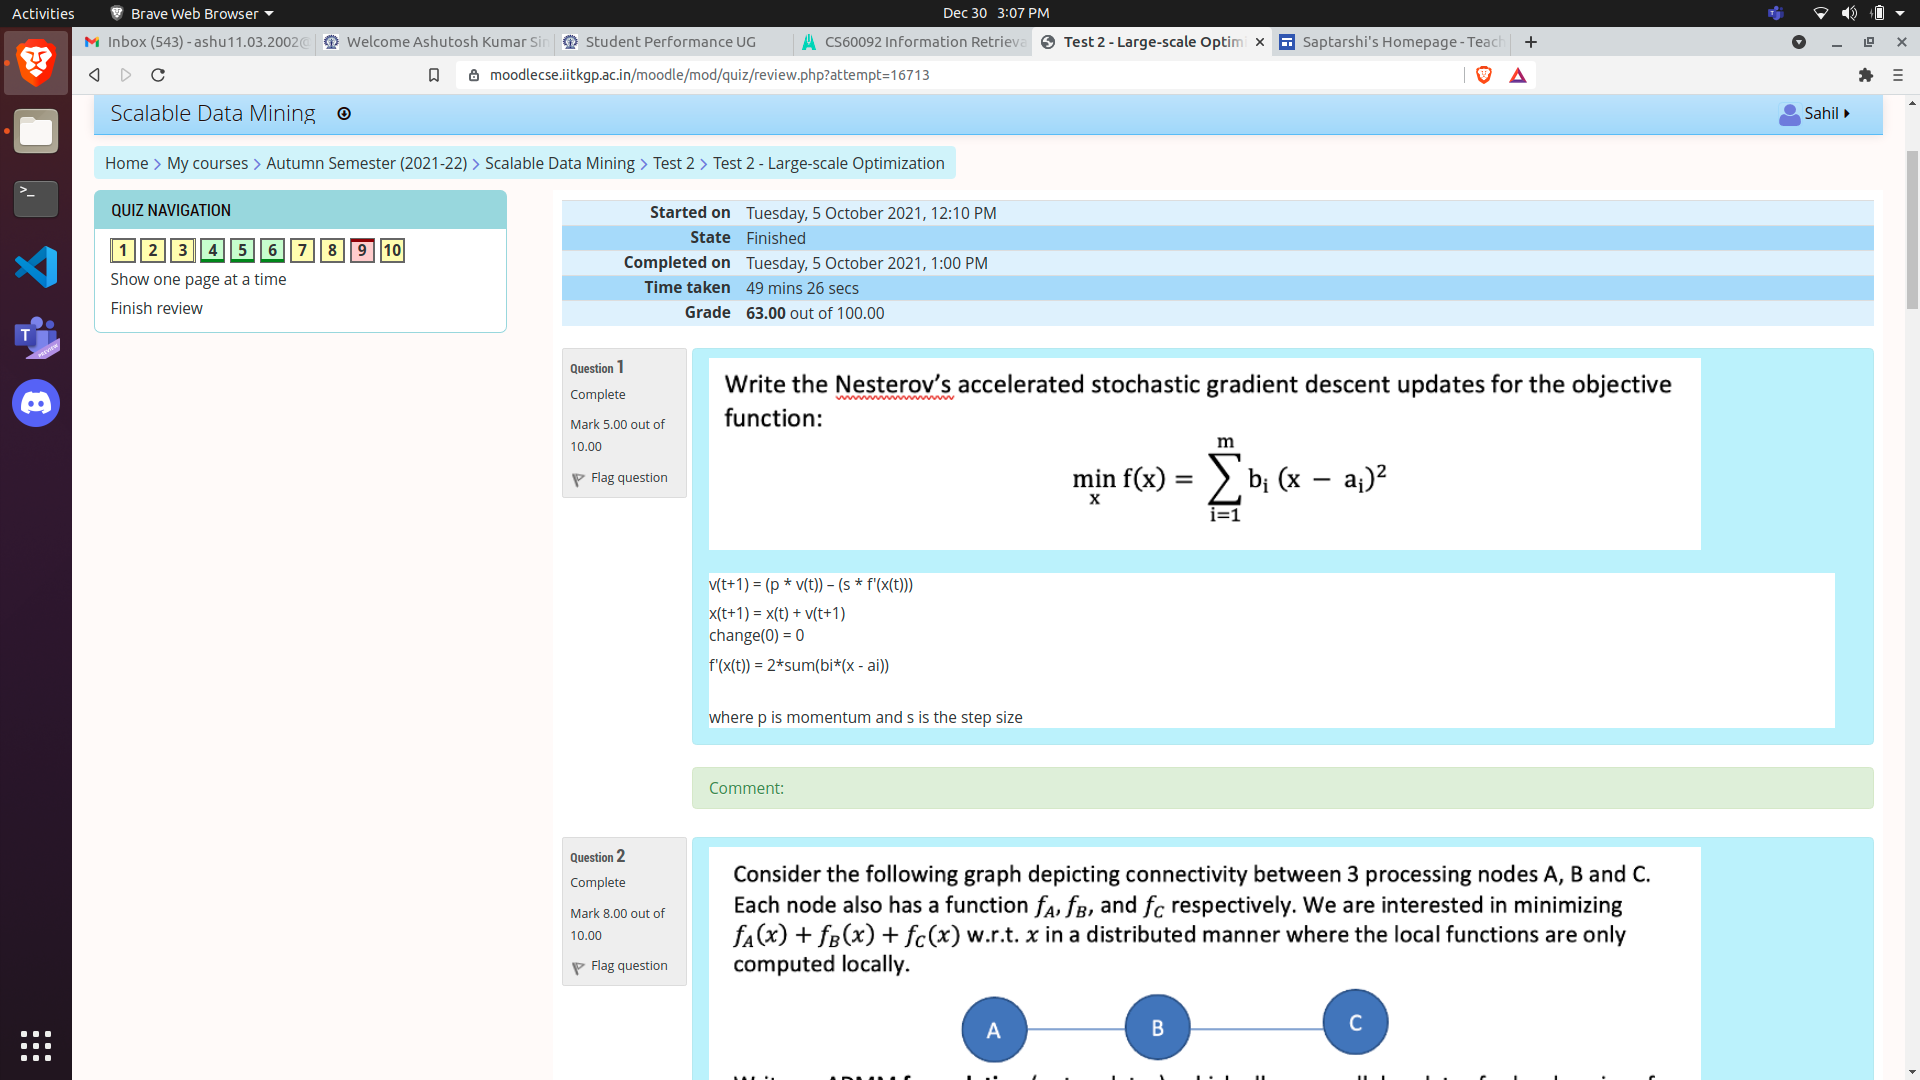 Activities
Brave Web Browser
Dec 30 3:07 PM
Inbox (543) - ashu11.03.2002@
Welcome Ashutosh Kumar Sin
Student Performance UG
CS60092 Information Retrieva
Test 2 - Large-scale Optim
Saptarshi's Homepage - Teach
moodlecse.iitkgp.ac.in/moodle/mod/quiz/review.php?attempt=16713
Scalable Data Mining
Sahil
Home > My courses > Autumn Semester (2021-22) > Scalable Data Mining > Test 2 > Test 2 - Large-scale Optimization
QUIZ NAVIGATION
1 2 3 4 5 6 7 8 9 10
Show one page at a time
Finish review
Started on Tuesday, 5 October 2021, 12:10 PM
State Finished
Completed on Tuesday, 5 October 2021, 1:00 PM
Time taken 49 mins 26 secs
Grade 63.00 out of 100.00
Question 1
Complete
Mark 5.00 out of
10.00
Flag question
Write the Nesterov's accelerated stochastic gradient descent updates for the objective
function:
min_x f(x) = ∑_{i=1}^{m} b_i (x − a_i)²
v(t+1) = (p * v(t)) – (s * f'(x(t)))
x(t+1) = x(t) + v(t+1)
change(0) = 0
f'(x(t)) = 2*sum(bi*(x - ai))
where p is momentum and s is the step size
Comment:
Question 2
Complete
Mark 8.00 out of
10.00
Flag question
Consider the following graph depicting connectivity between 3 processing nodes A, B and C.
Each node also has a function f_A, f_B, and f_C respectively. We are interested in minimizing
f_A(x) + f_B(x) + f_C(x) w.r.t. x in a distributed manner where the local functions are only
computed locally.
A B C